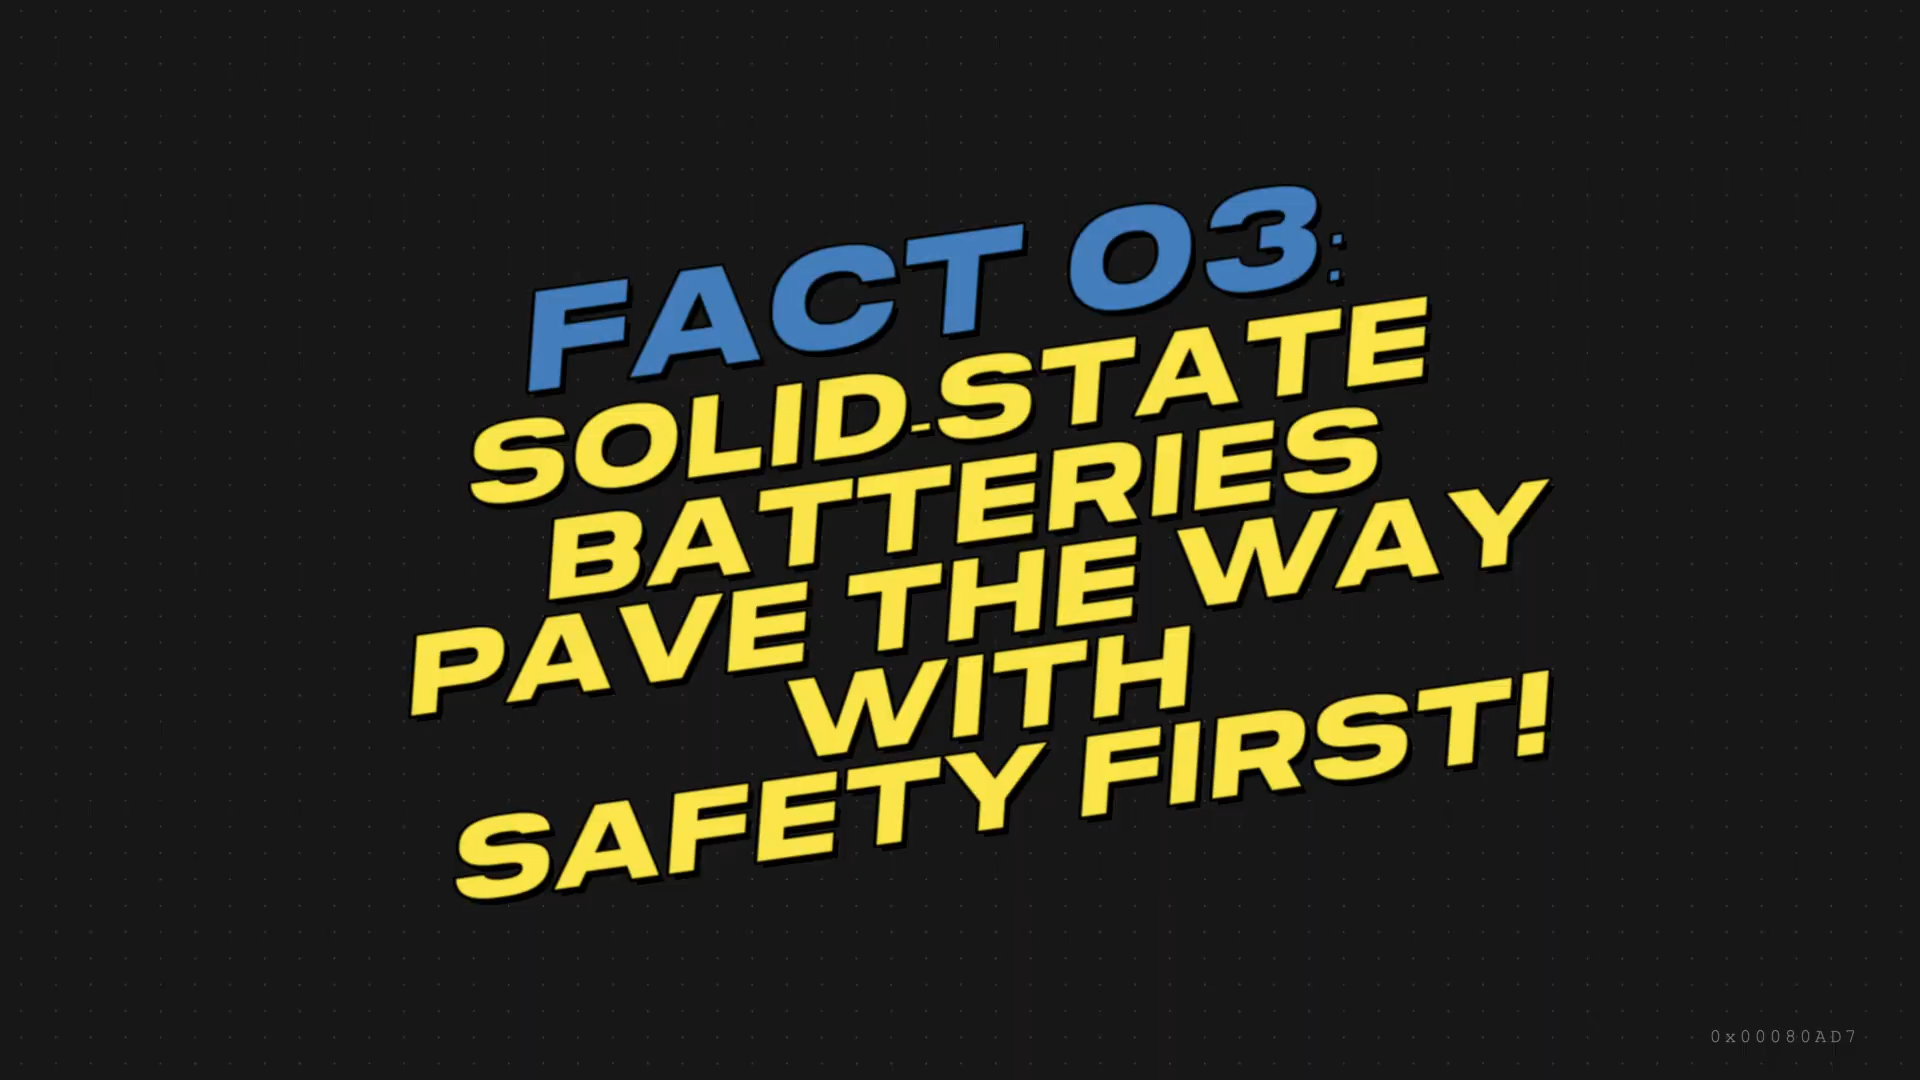 FACT 03:
SOLID-STATE
BATTERIES
PAVE THE WAY
WITH
SAFETY FIRST!
0x00080AD7